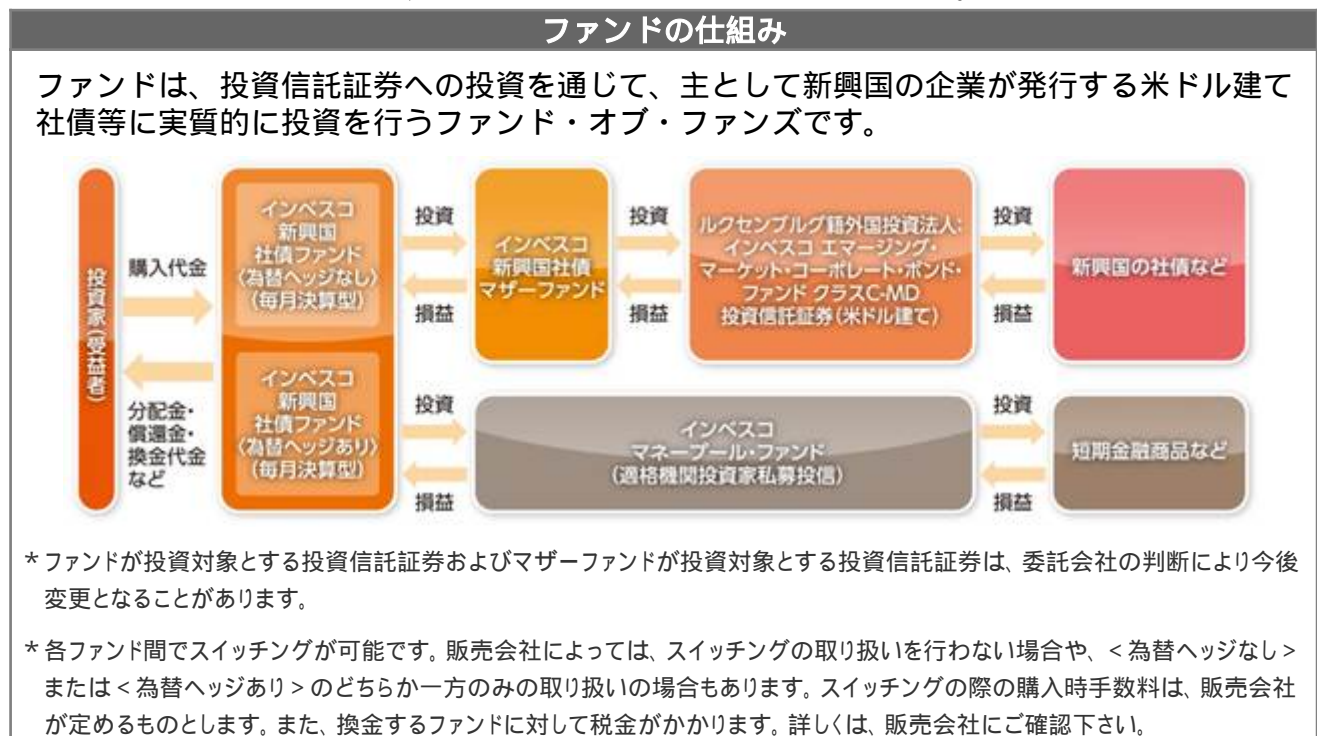 ファンドの仕組み
ファンドは、投資信託証券への投資を通じて、主として新興国の企業が発行する米ドル建て
社債等に実質的に投資を行うファンド・オブ・ファンズです。
投資家(受益者)
購入代金
分配金・
償還金・
換金代金
など
インベスコ
新興国
社債ファンド
〈為替ヘッジなし〉
(毎月決算型)
インベスコ
新興国
社債ファンド
〈為替ヘッジあり〉
(毎月決算型)
投資
損益
インベスコ
新興国社債
マザーファンド
投資
損益
ルクセンブルグ籍外国投資法人:
インベスコ エマージング・
マーケット・コーポレート・ボンド・
ファンド クラスC-MD
投資信託証券(米ドル建て)
投資
損益
新興国の社債など
投資
損益
インベスコ
マネープール・ファンド
(適格機関投資家私募投信)
投資
損益
短期金融商品など
*ファンドが投資対象とする投資信託証券およびマザーファンドが投資対象とする投資信託証券は、委託会社の判断により今後
変更となることがあります。
*各ファンド間でスイッチングが可能です。販売会社によっては、スイッチングの取り扱いを行わない場合や、<為替ヘッジなし>
または<為替ヘッジあり>のどちらか一方のみの取り扱いの場合もあります。スイッチングの際の購入時手数料は、販売会社
が定めるものとします。また、換金するファンドに対して税金がかかります。詳しくは、販売会社にご確認下さい。